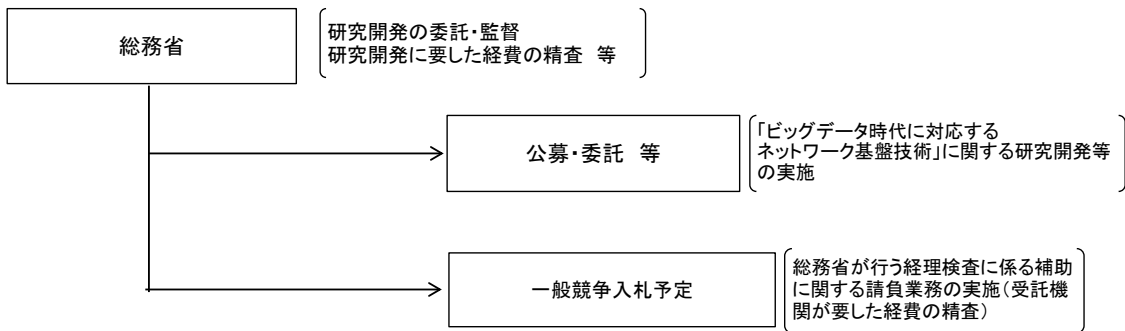 総務省
研究開発の委託・監督
研究開発に要した経費の精査　等
公募・委託　等
「ビッグデータ時代に対応する
ネットワーク基盤技術」に関する研究開発等
の実施
一般競争入札予定
総務省が行う経理検査に係る補助
に関する請負業務の実施（受託機
関が要した経費の精査）